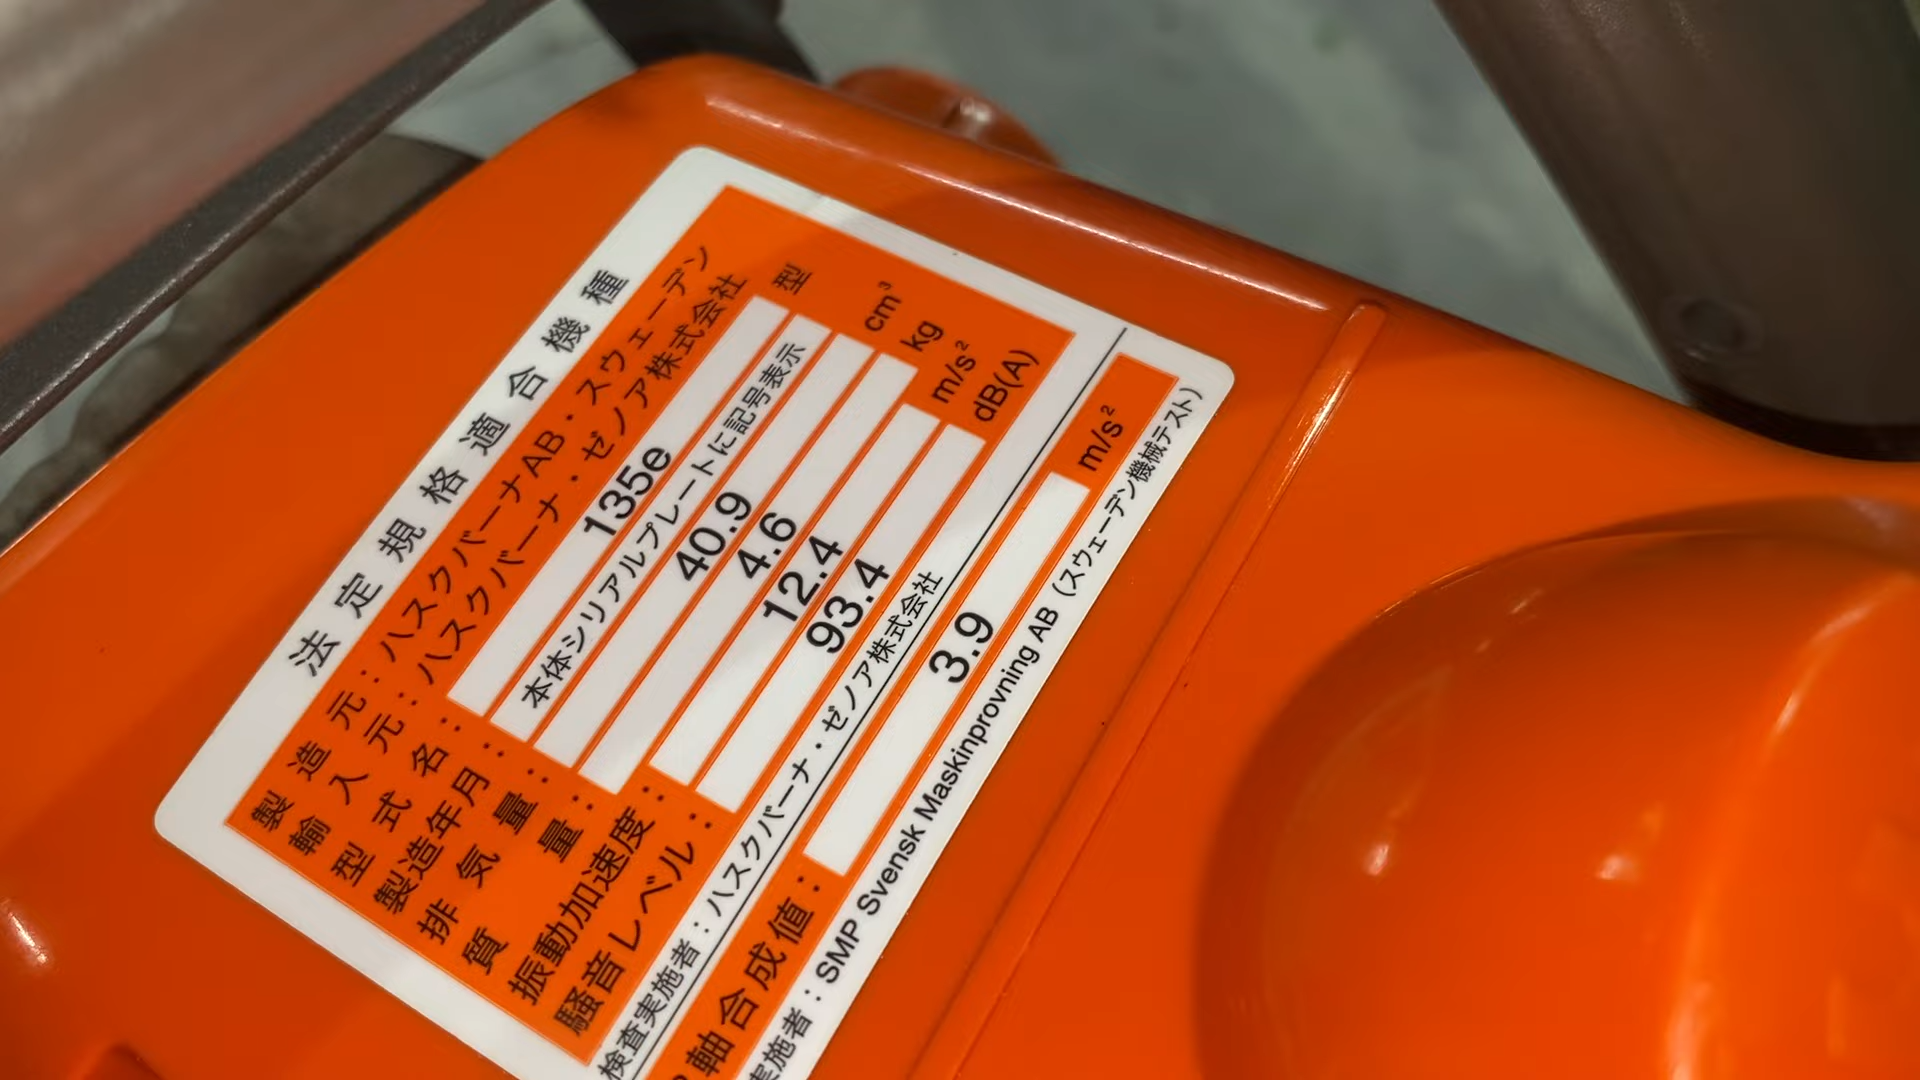 法定規格適合機種
製造元：ハスクバーナAB・スウェーデン
輸入元：ハスクバーナ・ゼノア株式会社
型式名：135e 型
製造年月：本体シリアルプレートに記号表示
排気量：40.9 cm³
質量：4.6 kg
振動加速度：12.4 m/s²
騒音レベル：93.4 dB(A)
検査実施者：ハスクバーナ・ゼノア株式会社
軸合成値：3.9 m/s²
実施者：SMP Svensk Maskinprovning AB（スウェーデン機械テスト）